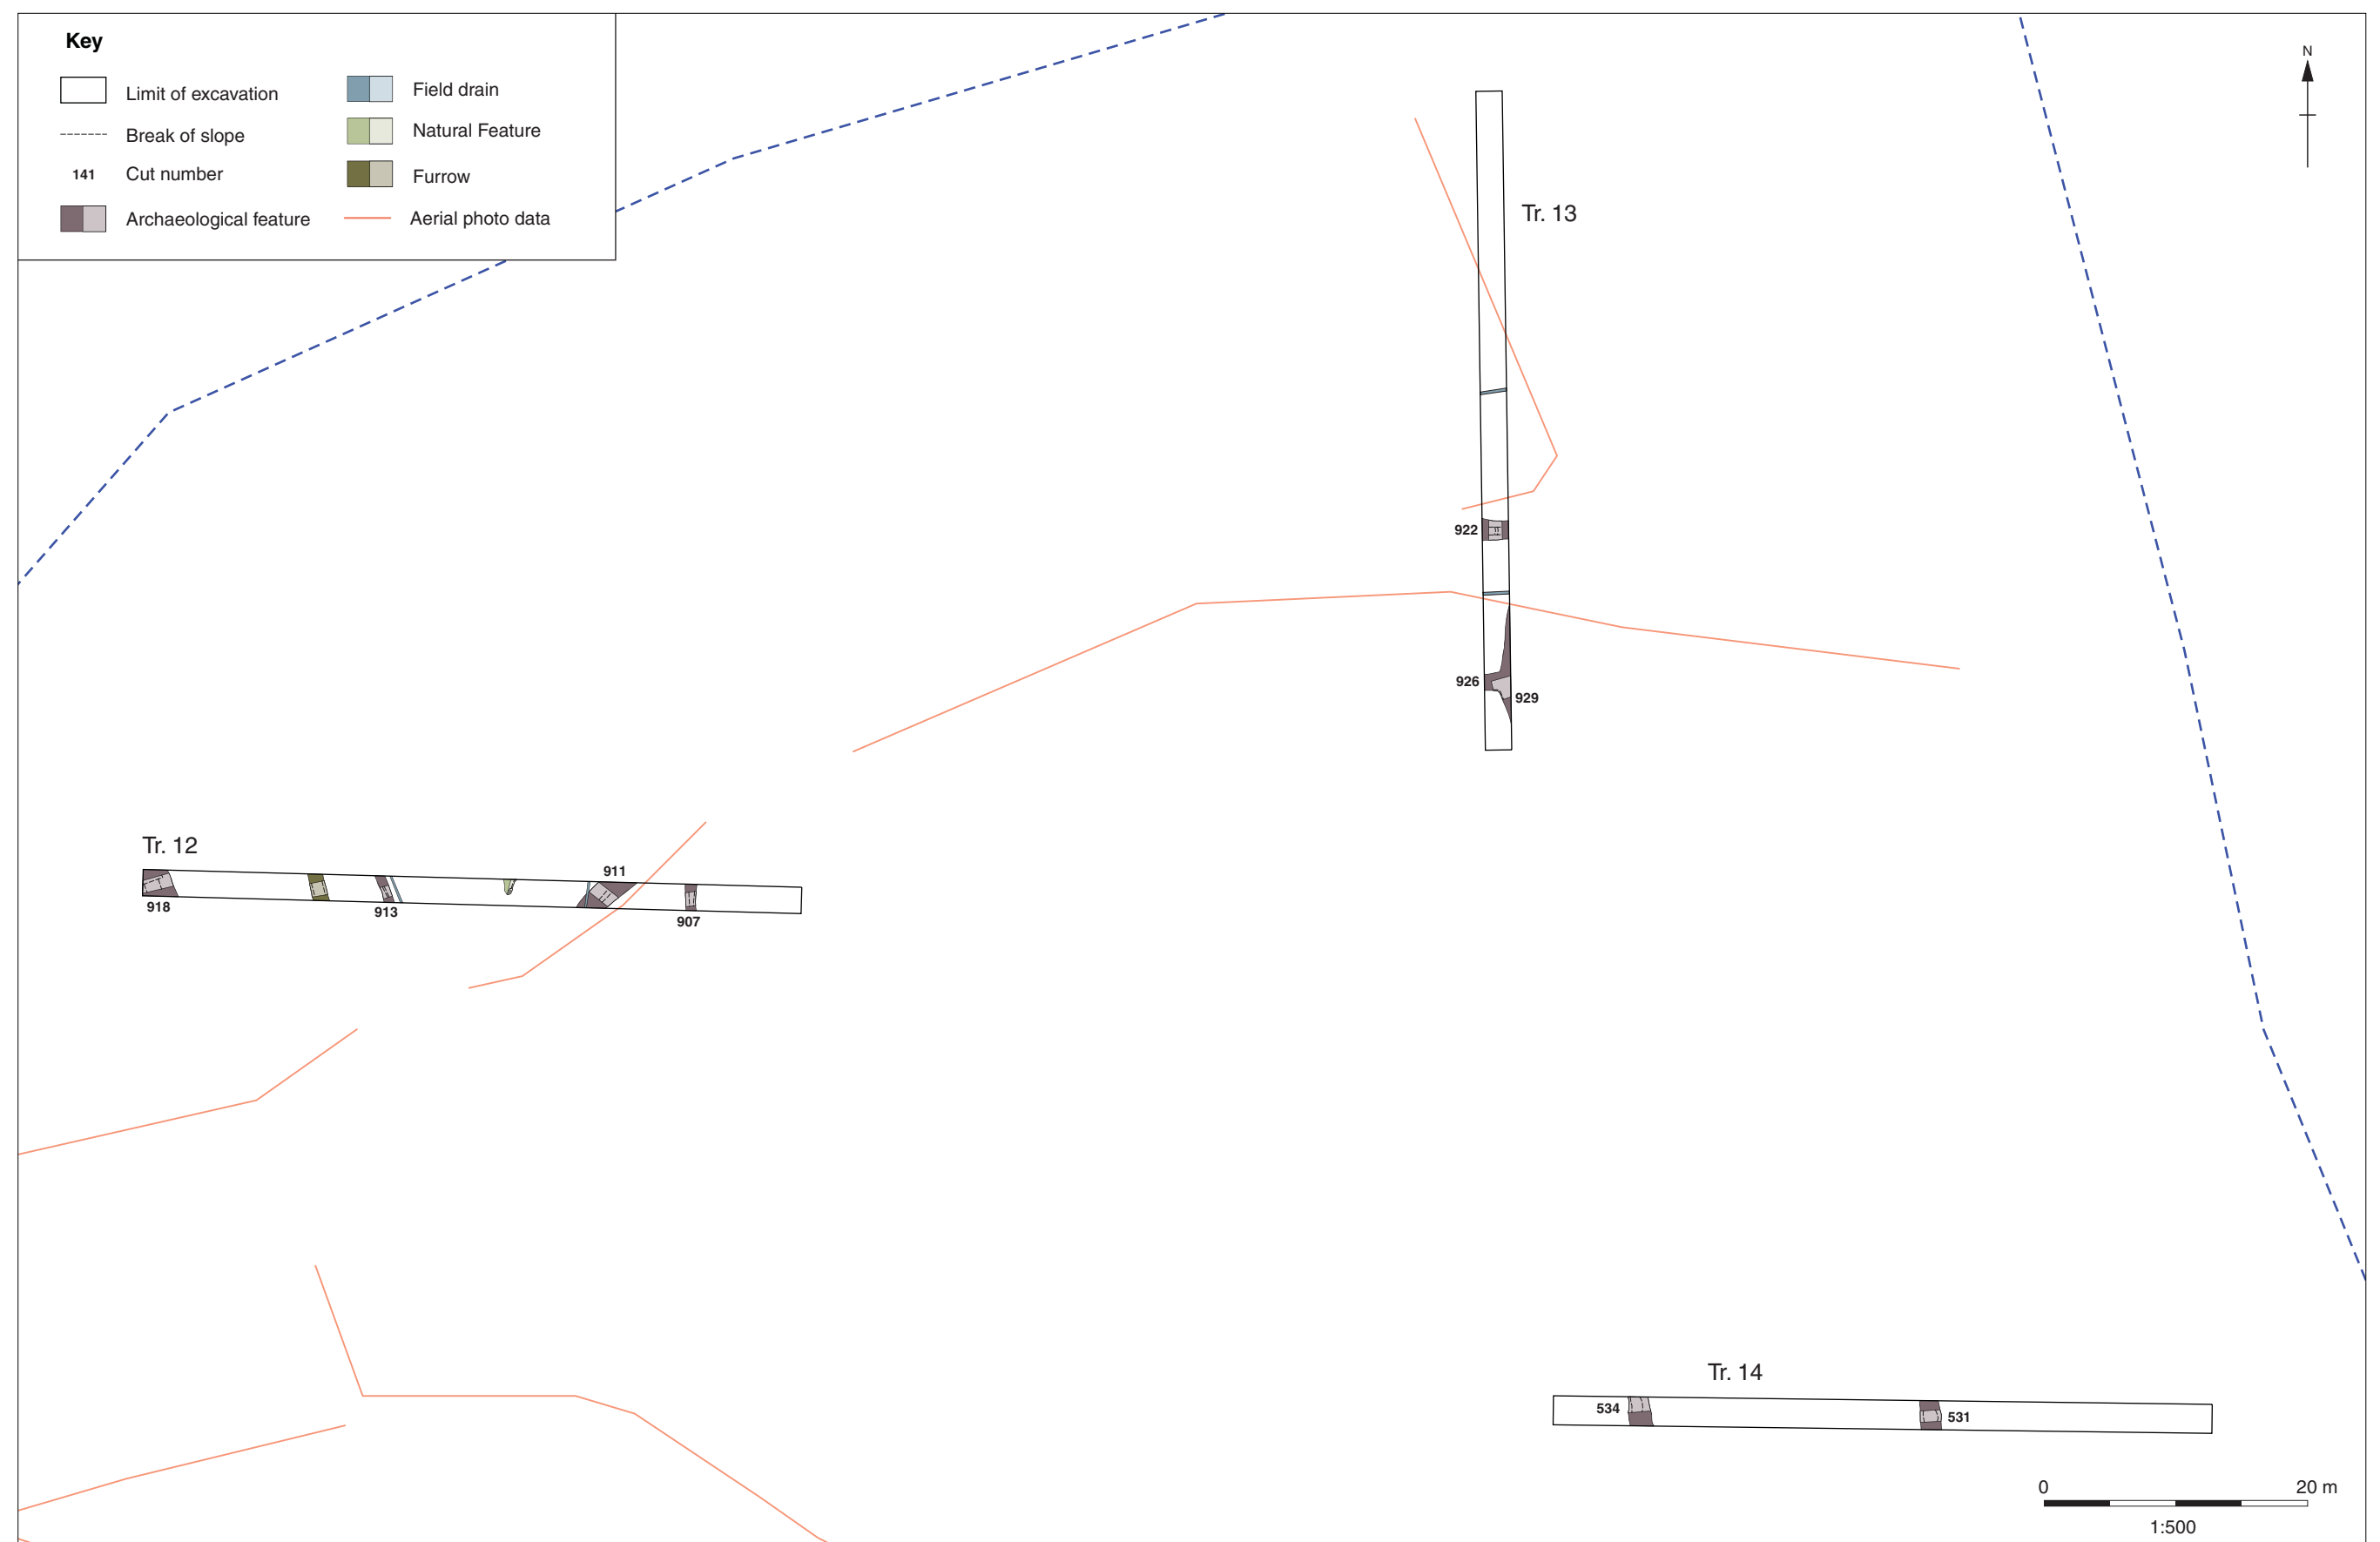 Key
Limit of excavation
Break of slope
141 Cut number
Archaeological feature
Field drain
Natural Feature
Furrow
Aerial photo data
N
Tr. 13
922
926
929
Tr. 12
911
918
913
907
Tr. 14
534
531
0 20 m
1:500